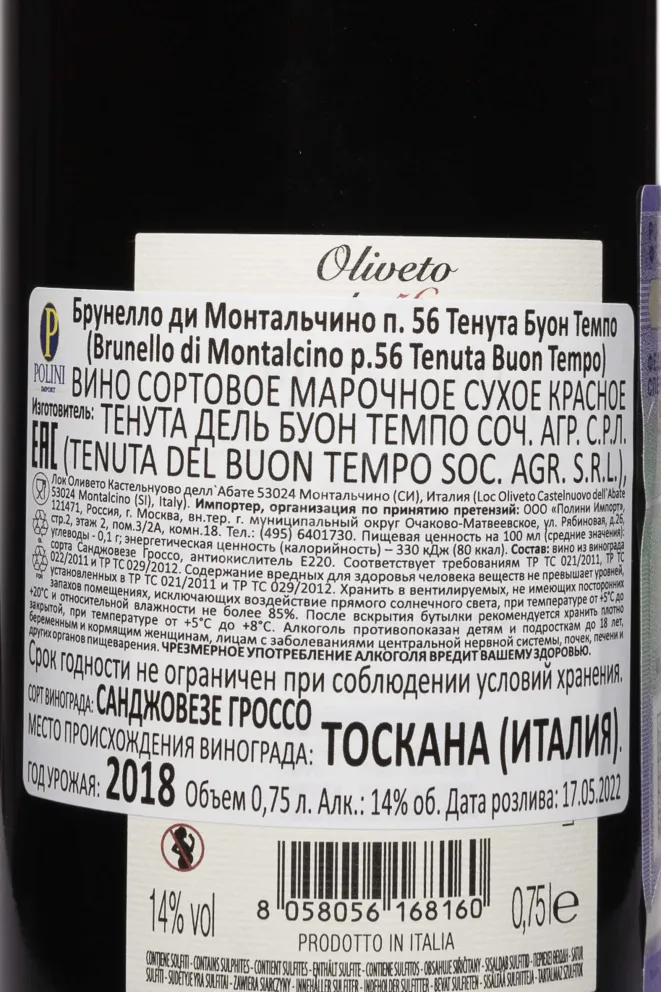 Oliveto
P
POLINI
IMPORT
Брунелло ди Монтальчино п. 56 Тенута Буон Темпо
(Brunello di Montalcino p.56 Tenuta Buon Tempo)
ВИНО СОРТОВОЕ МАРОЧНОЕ СУХОЕ КРАСНОЕ
Изготовитель: ТЕНУТА ДЕЛЬ БУОН ТЕМПО СОЧ. АГР. С.Р.Л.
EAC (TENUTA DEL BUON TEMPO SOC. AGR. S.R.L.),
Лок Оливето Кастельнуово делл`Абате 53024 Монтальчино (СИ), Италия (Loc Oliveto Castelnuovo dell'Abate
53024 Montalcino (SI), Italy). Импортер, организация по принятию претензий: ООО «Полини Импорт»,
121471, Россия, г. Москва, вн.тер. г. муниципальный округ Очаково-Матвеевское, ул. Рябиновая, д.26,
стр.2, этаж 2, пом.3/2А, комн.18. Тел.: (495) 6401730. Пищевая ценность на 100 мл (средние значения):
углеводы - 0,1 г; энергетическая ценность (калорийность) – 330 кДж (80 ккал). Состав: вино из винограда
сорта Санджовезе Гроссо, антиокислитель Е220. Соответствует требованиям ТР ТС 021/2011, ТР ТС
022/2011 и ТР ТС 029/2012. Содержание вредных для здоровья человека веществ не превышает уровней,
установленных в ТР ТС 021/2011 и ТР ТС 029/2012. Хранить в вентилируемых, не имеющих посторонних
запахов помещениях, исключающих воздействие прямого солнечного света, при температуре от +5°С до
+20°С и относительной влажности не более 85%. После вскрытия бутылки рекомендуется хранить плотно
закрытой, при температуре от +5°С до +8°С. Алкоголь противопоказан детям и подросткам до 18 лет,
беременным и кормящим женщинам, лицам с заболеваниями центральной нервной системы, почек, печени и
других органов пищеварения. ЧРЕЗМЕРНОЕ УПОТРЕБЛЕНИЕ АЛКОГОЛЯ ВРЕДИТ ВАШЕМУ ЗДОРОВЬЮ.
Срок годности не ограничен при соблюдении условий хранения.
СОРТ ВИНОГРАДА: САНДЖОВЕЗЕ ГРОССО
МЕСТО ПРОИСХОЖДЕНИЯ ВИНОГРАДА: ТОСКАНА (ИТАЛИЯ).
ГОД УРОЖАЯ: 2018 Объем 0,75 л. Алк.: 14% об. Дата розлива: 17.05.2022
14% vol
8 058056 168160
0,75l e
PRODOTTO IN ITALIA
CONTIENE SOLFITI - CONTAINS SULPHITES - CONTIENT SULFITES - ENTHÄLT SULFITE - CONTIENE SULFITOS